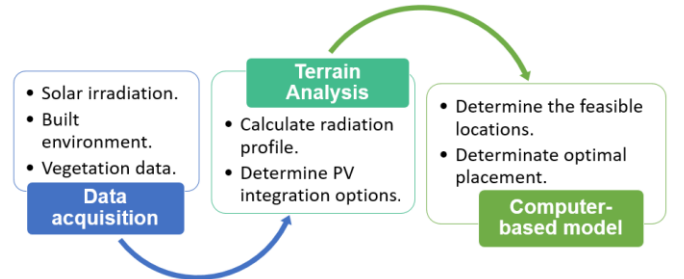 • Solar irradiation.
• Built
environment.
• Vegetation data.
Data
acquisition
Terrain
Analysis
• Calculate radiation
profile.
• Determine PV
integration options.
• Determine the feasible
locations.
• Determinate optimal
placement.
Computer-
based model